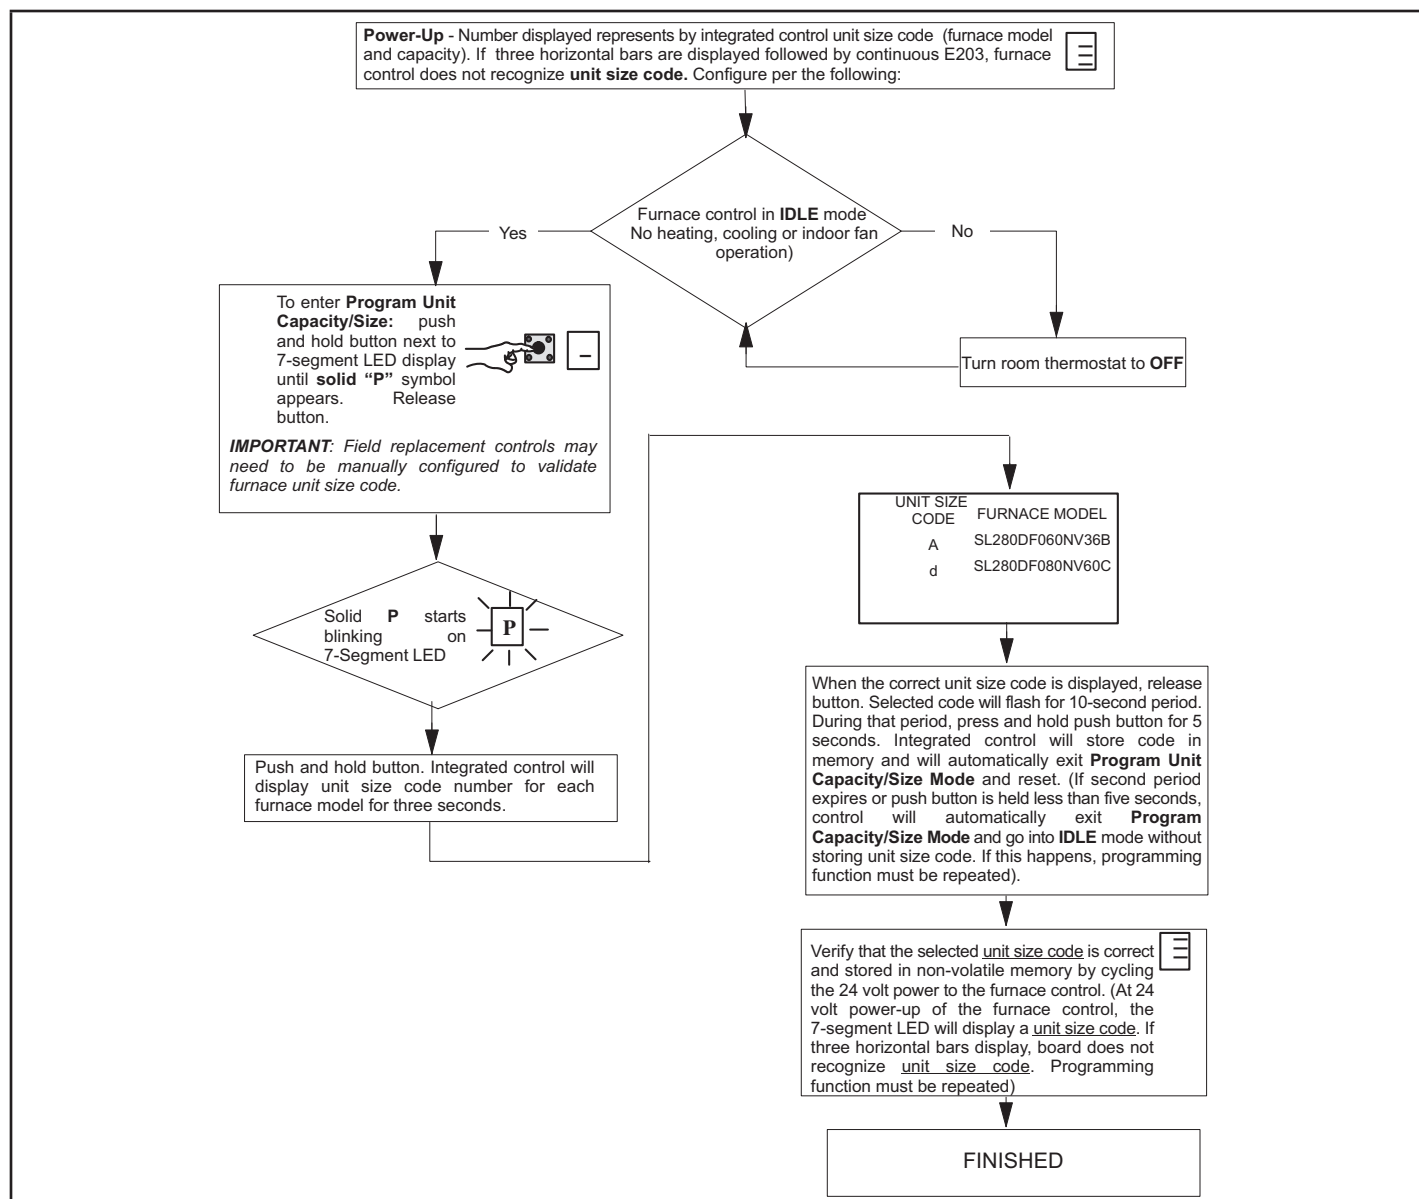 Power-Up - Number displayed represents by integrated control unit size code (furnace model
and capacity). If three horizontal bars are displayed followed by continuous E203, furnace
control does not recognize unit size code. Configure per the following:
Furnace control in IDLE mode
No heating, cooling or indoor fan
operation)
Yes
No
To enter Program Unit
Capacity/Size: push
and hold button next to
7-segment LED display
until solid “P” symbol
appears. Release
button.
IMPORTANT: Field replacement controls may
need to be manually configured to validate
furnace unit size code.
Turn room thermostat to OFF
Solid P starts
blinking on
7-Segment LED
P
Push and hold button. Integrated control will
display unit size code number for each
furnace model for three seconds.
UNIT SIZE
CODE FURNACE MODEL
A SL280DF060NV36B
d SL280DF080NV60C
When the correct unit size code is displayed, release
button. Selected code will flash for 10-second period.
During that period, press and hold push button for 5
seconds. Integrated control will store code in
memory and will automatically exit Program Unit
Capacity/Size Mode and reset. (If second period
expires or push button is held less than five seconds,
control will automatically exit Program
Capacity/Size Mode and go into IDLE mode without
storing unit size code. If this happens, programming
function must be repeated).
Verify that the selected unit size code is correct
and stored in non-volatile memory by cycling
the 24 volt power to the furnace control. (At 24
volt power-up of the furnace control, the
7-segment LED will display a unit size code. If
three horizontal bars display, board does not
recognize unit size code. Programming
function must be repeated)
FINISHED